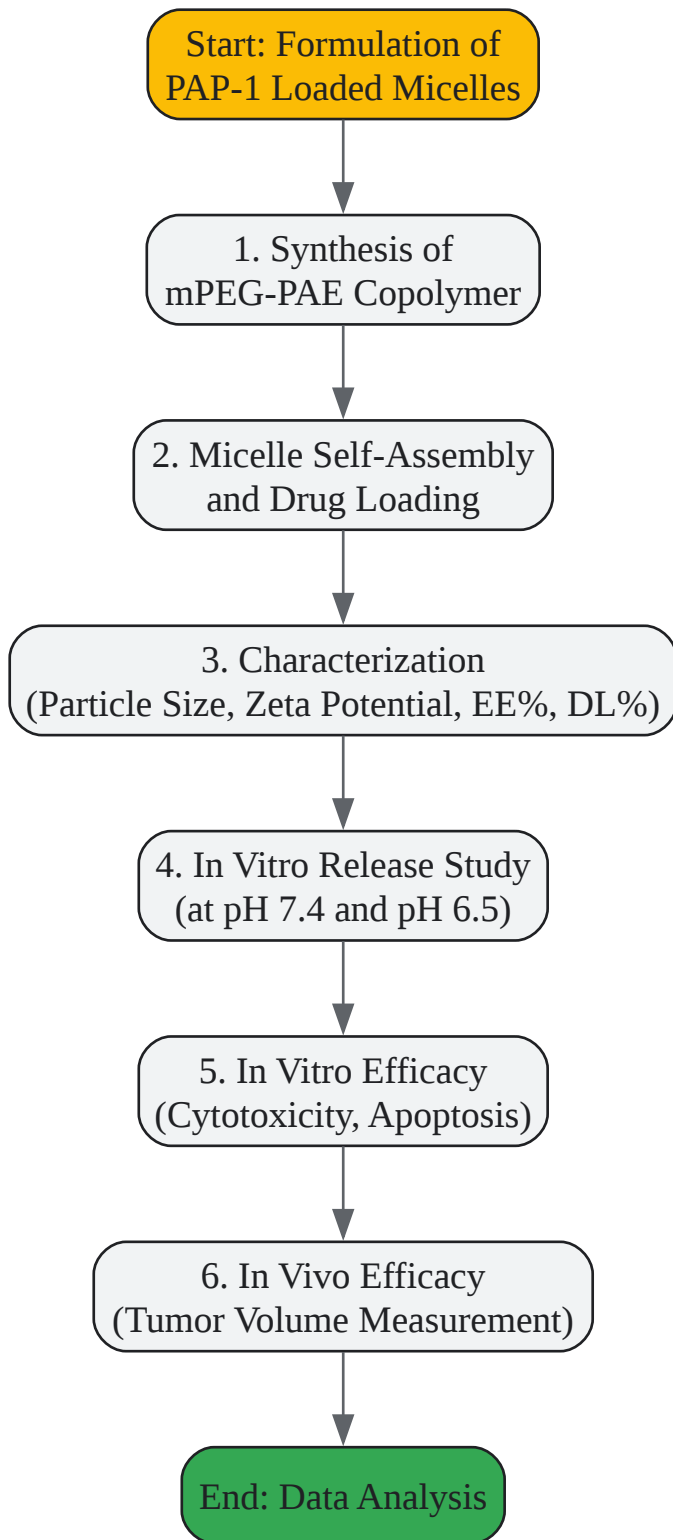 Start: Formulation of
PAP-1 Loaded Micelles
1. Synthesis of
mPEG-PAE Copolymer
2. Micelle Self-Assembly
and Drug Loading
3. Characterization
(Particle Size, Zeta Potential, EE%, DL%)
4. In Vitro Release Study
(at pH 7.4 and pH 6.5)
5. In Vitro Efficacy
(Cytotoxicity, Apoptosis)
6. In Vivo Efficacy
(Tumor Volume Measurement)
End: Data Analysis